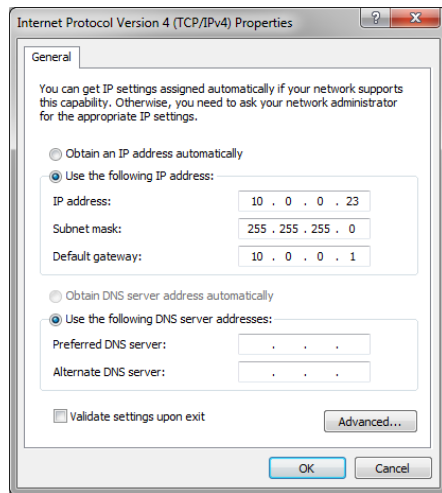 Internet Protocol Version 4 (TCP/IPv4) Properties
General
You can get IP settings assigned automatically if your network supports
this capability. Otherwise, you need to ask your network administrator
for the appropriate IP settings.
Obtain an IP address automatically
Use the following IP address:
IP address: 10 . 0 . 0 . 23
Subnet mask: 255 . 255 . 255 . 0
Default gateway: 10 . 0 . 0 . 1
Obtain DNS server address automatically
Use the following DNS server addresses:
Preferred DNS server: . . .
Alternate DNS server: . . .
Validate settings upon exit
Advanced...
OK Cancel